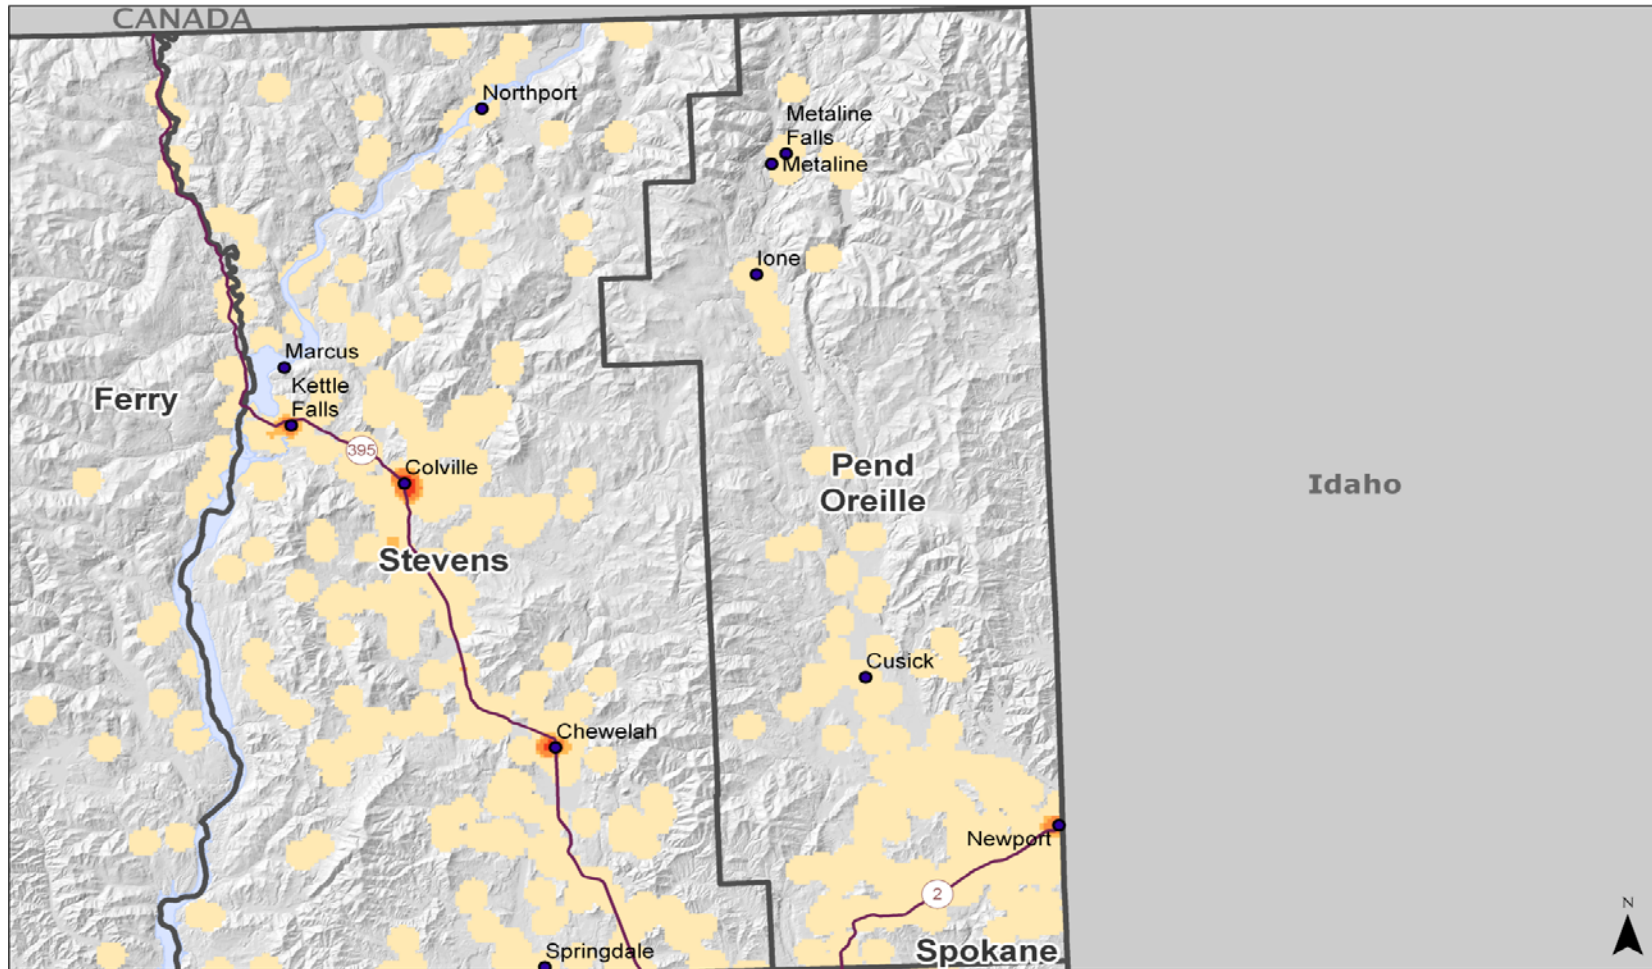 CANADA
Northport
Metaline
Falls
Metaline
Ione
Marcus
Kettle
Falls
Ferry
395
Colville
Pend
Oreille
Idaho
Stevens
Cusick
Chewelah
Newport
2
N
Springdale
Spokane